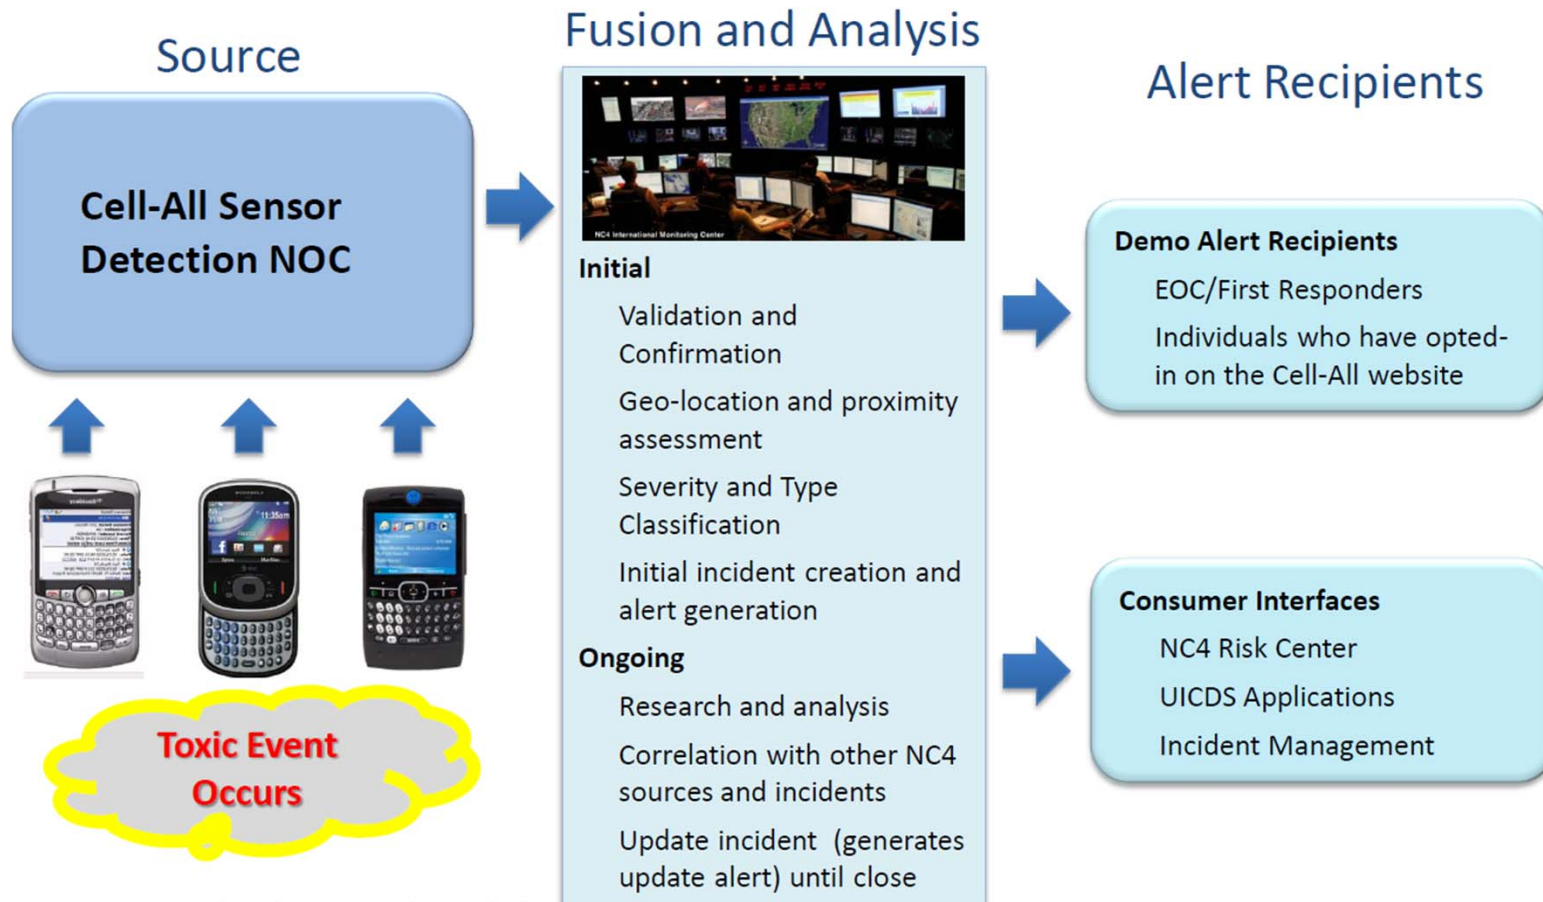 Source
Cell-All Sensor
Detection NOC
Toxic Event
Occurs
Fusion and Analysis
NC4 International Monitoring Center
Initial
Validation and
Confirmation
Geo-location and proximity
assessment
Severity and Type
Classification
Initial incident creation and
alert generation
Ongoing
Research and analysis
Correlation with other NC4
sources and incidents
Update incident (generates
update alert) until close
Alert Recipients
Demo Alert Recipients
EOC/First Responders
Individuals who have opted-
in on the Cell-All website
Consumer Interfaces
NC4 Risk Center
UICDS Applications
Incident Management